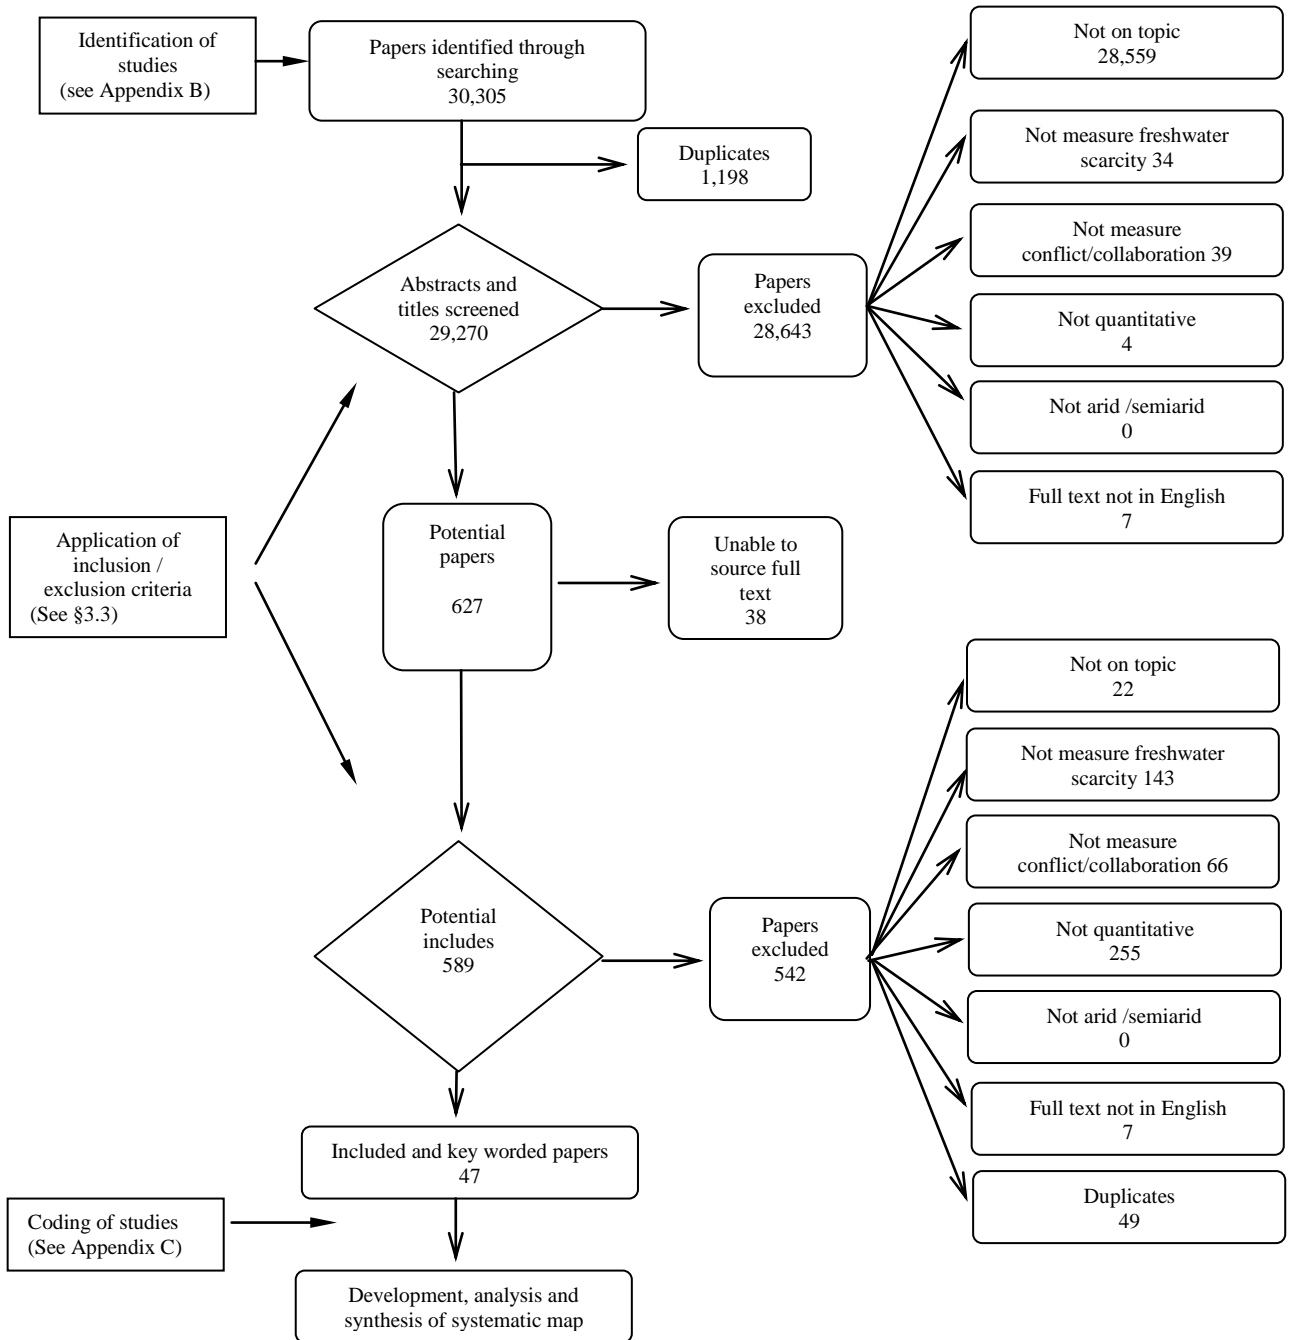 Identification of
studies
(see Appendix B)
Papers identified through
searching
30,305
Duplicates
1,198
Abstracts and
titles screened
29,270
Papers
excluded
28,643
Not on topic
28,559
Not measure freshwater
scarcity 34
Not measure
conflict/collaboration 39
Not quantitative
4
Not arid /semiarid
0
Full text not in English
7
Application of
inclusion /
exclusion criteria
(See §3.3)
Potential
papers
627
Unable to
source full
text
38
Potential
includes
589
Papers
excluded
542
Not on topic
22
Not measure freshwater
scarcity 143
Not measure
conflict/collaboration 66
Not quantitative
255
Not arid /semiarid
0
Full text not in English
7
Duplicates
49
Included and key worded papers
47
Coding of studies
(See Appendix C)
Development, analysis and
synthesis of systematic map